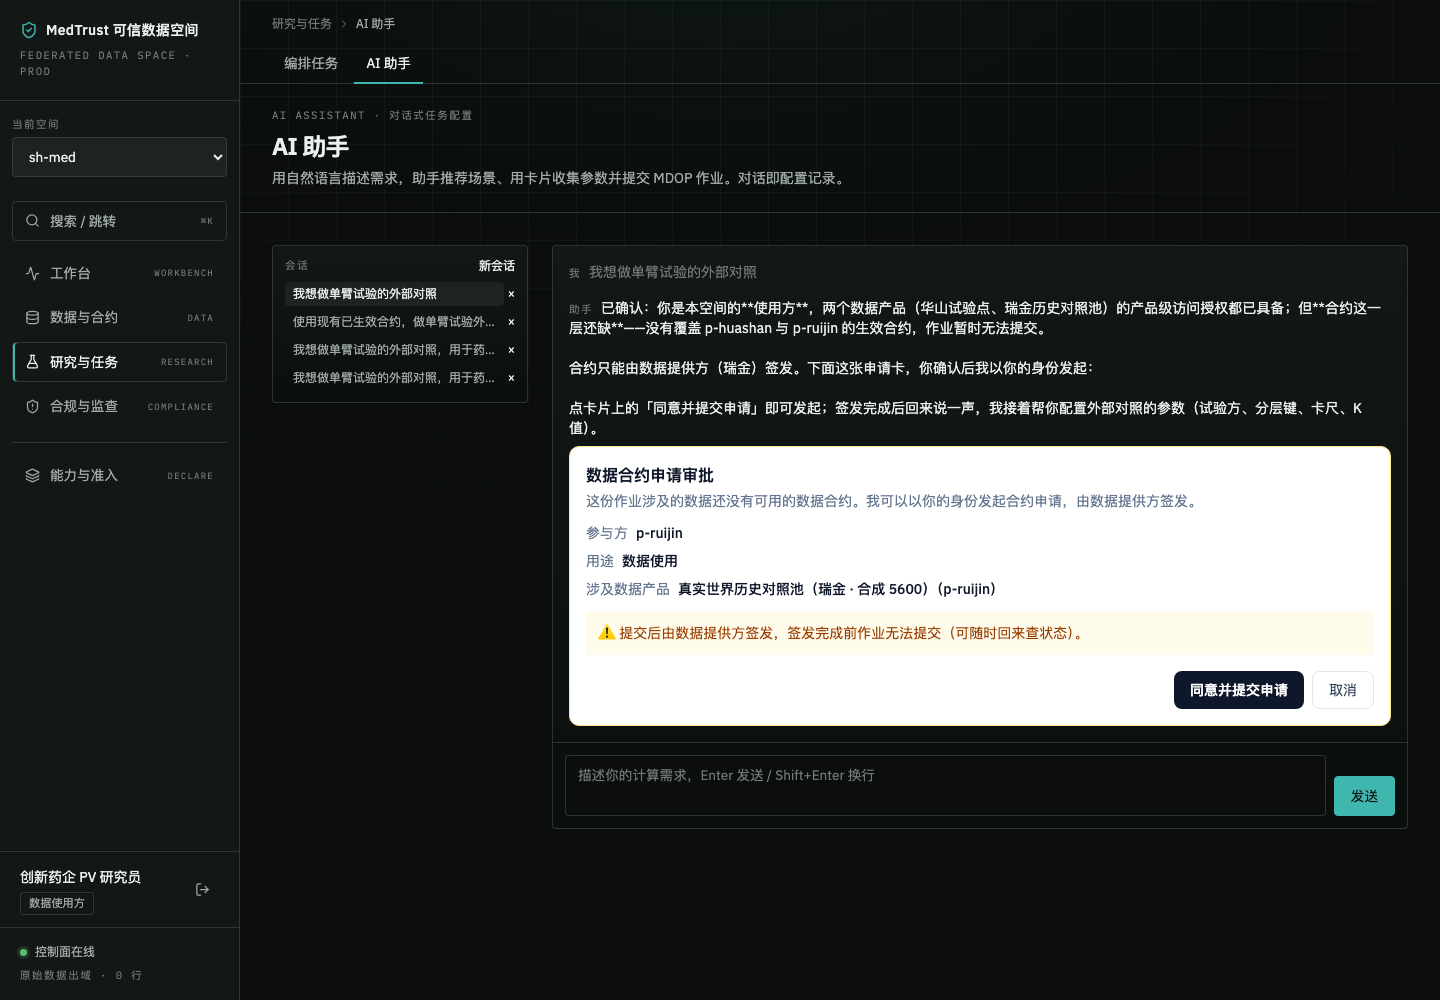 MedTrust 可信数据空间
FEDERATED DATA SPACE ·
PROD
当前空间
sh-med
搜索 / 跳转 ⌘K
工作台 WORKBENCH
数据与合约 DATA
研究与任务 RESEARCH
合规与监查 COMPLIANCE
能力与准入 DECLARE
创新药企 PV 研究员
数据使用方
控制面在线
原始数据出域 · 0 行
研究与任务 › AI 助手
编排任务 AI 助手
AI ASSISTANT · 对话式任务配置
AI 助手
用自然语言描述需求，助手推荐场景、用卡片收集参数并提交 MDOP 作业。对话即配置记录。
会话 新会话
我想做单臂试验的外部对照 ×
使用现有已生效合约，做单臂试验外... ×
我想做单臂试验的外部对照，用于药... ×
我想做单臂试验的外部对照，用于药... ×
我 我想做单臂试验的外部对照
助手 已确认：你是本空间的**使用方**，两个数据产品（华山试验点、瑞金历史对照池）的产品级访问授权都已具备；但**合约这一
层还缺**——没有覆盖 p-huashan 与 p-ruijin 的生效合约，作业暂时无法提交。
合约只能由数据提供方（瑞金）签发。下面这张申请卡，你确认后我以你的身份发起：
点卡片上的「同意并提交申请」即可发起；签发完成后回来说一声，我接着帮你配置外部对照的参数（试验方、分层键、卡尺、K
值）。
数据合约申请审批
这份作业涉及的数据还没有可用的数据合约。我可以以你的身份发起合约申请，由数据提供方签发。
参与方 p-ruijin
用途 数据使用
涉及数据产品 真实世界历史对照池（瑞金 · 合成 5600）(p-ruijin)
⚠️ 提交后由数据提供方签发，签发完成前作业无法提交（可随时回来查状态）。
同意并提交申请 取消
描述你的计算需求，Enter 发送 / Shift+Enter 换行
发送